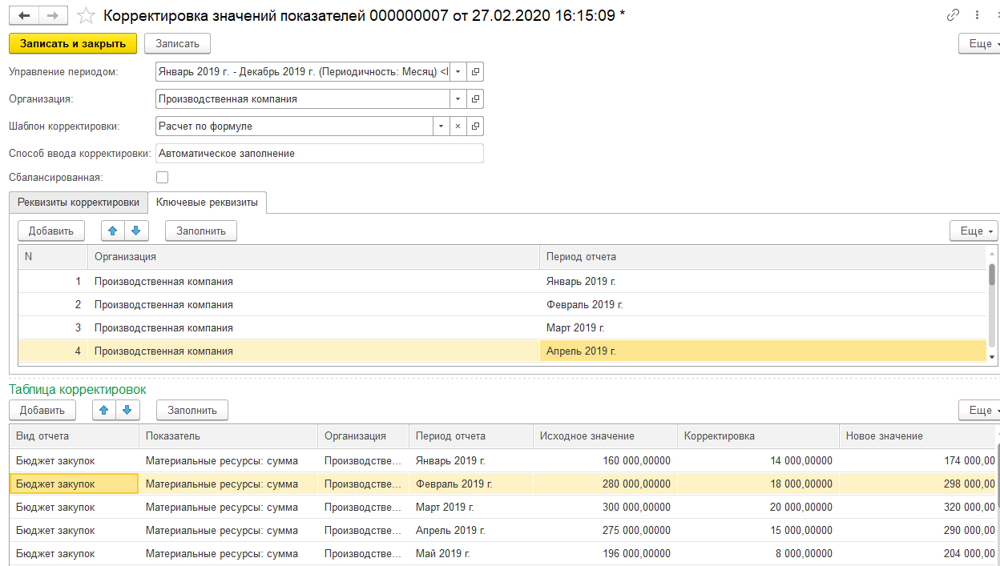 Корректировка значений показателей 000000007 от 27.02.2020 16:15:09 *
Записать и закрыть Записать Еще
Управление периодом: Январь 2019 г. - Декабрь 2019 г. (Периодичность: Месяц) <
Организация: Производственная компания
Шаблон корректировки: Расчет по формуле
Способ ввода корректировки: Автоматическое заполнение
Сбалансированная:
Реквизиты корректировки Ключевые реквизиты
Добавить Заполнить Еще
N Организация Период отчета
1 Производственная компания Январь 2019 г.
2 Производственная компания Февраль 2019 г.
3 Производственная компания Март 2019 г.
4 Производственная компания Апрель 2019 г.
Таблица корректировок
Добавить Заполнить Еще
Вид отчета Показатель Организация Период отчета Исходное значение Корректировка Новое значение
Бюджет закупок Материальные ресурсы: сумма Производстве... Январь 2019 г. 160 000,00000 14 000,00000 174 000,00
Бюджет закупок Материальные ресурсы: сумма Производстве... Февраль 2019 г. 280 000,00000 18 000,00000 298 000,00
Бюджет закупок Материальные ресурсы: сумма Производстве... Март 2019 г. 300 000,00000 20 000,00000 320 000,00
Бюджет закупок Материальные ресурсы: сумма Производстве... Апрель 2019 г. 275 000,00000 15 000,00000 290 000,00
Бюджет закупок Материальные ресурсы: сумма Производстве... Май 2019 г. 196 000,00000 8 000,00000 204 000,00